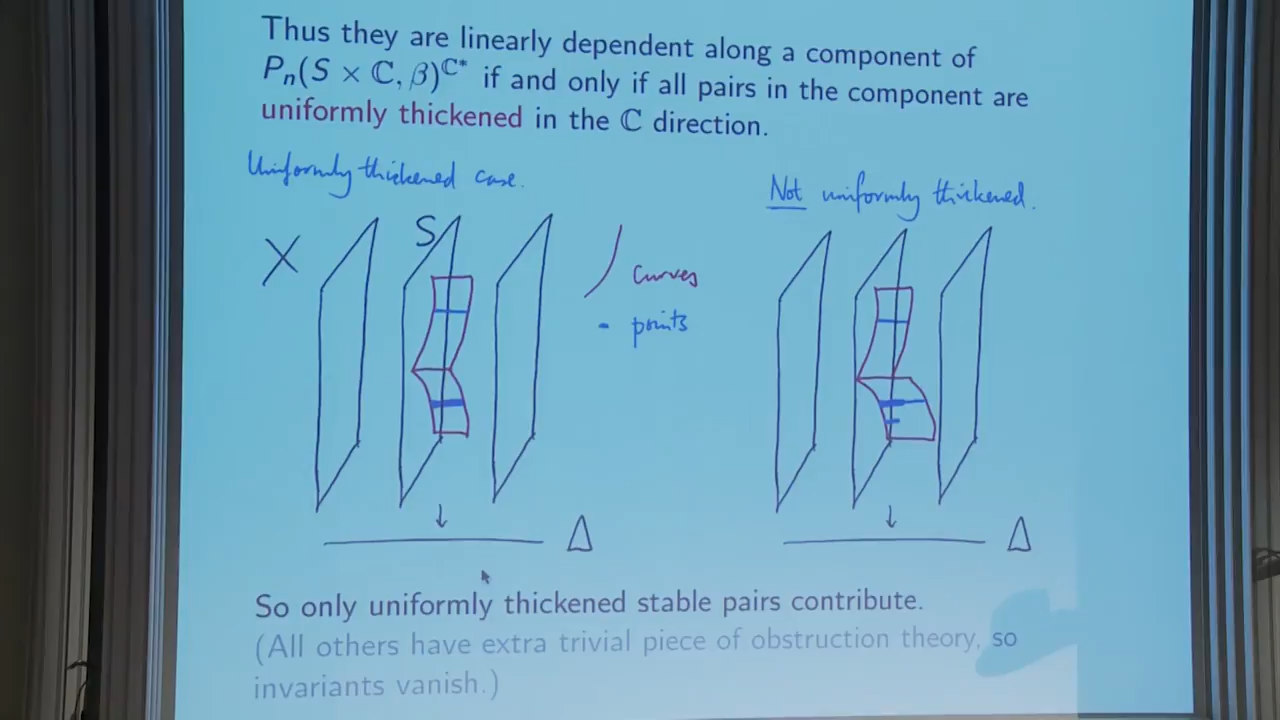 Thus they are linearly dependent along a component of
Pₙ(S × ℂ, β)^ℂ* if and only if all pairs in the component are
uniformly thickened in the ℂ direction.
Uniformly thickened case.
Not uniformly thickened.
X
S
curves
points
Δ
Δ
So only uniformly thickened stable pairs contribute.
(All others have extra trivial piece of obstruction theory, so
invariants vanish.)